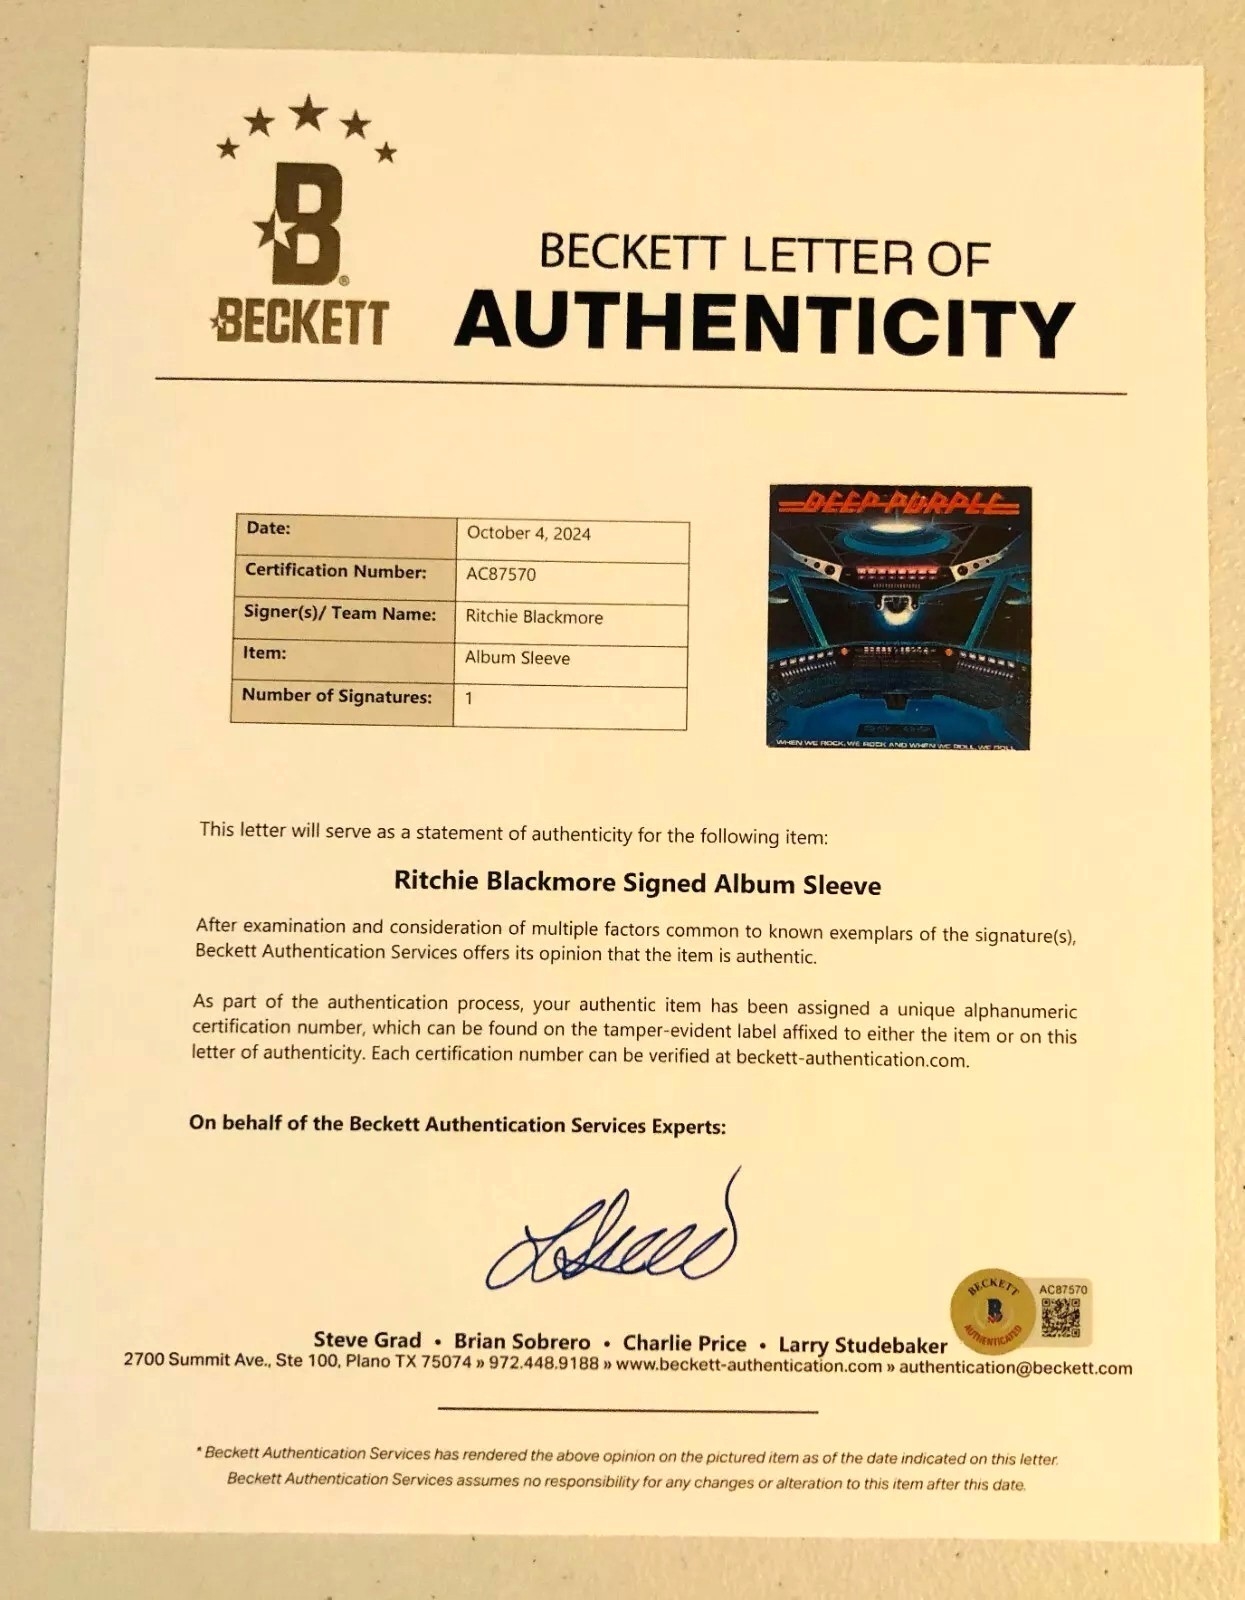 B®
BECKETT
BECKETT LETTER OF
AUTHENTICITY
Date: October 4, 2024
Certification Number: AC87570
Signer(s)/ Team Name: Ritchie Blackmore
Item: Album Sleeve
Number of Signatures: 1
DEEP PURPLE
WHEN WE ROCK, WE ROCK AND WHEN WE ROLL, WE ROLL
This letter will serve as a statement of authenticity for the following item:
Ritchie Blackmore Signed Album Sleeve
After examination and consideration of multiple factors common to known exemplars of the signature(s),
Beckett Authentication Services offers its opinion that the item is authentic.
As part of the authentication process, your authentic item has been assigned a unique alphanumeric
certification number, which can be found on the tamper-evident label affixed to either the item or on this
letter of authenticity. Each certification number can be verified at beckett-authentication.com.
On behalf of the Beckett Authentication Services Experts:
BECKETT
B
AUTHENTICATED
AC87570
Steve Grad • Brian Sobrero • Charlie Price • Larry Studebaker
2700 Summit Ave., Ste 100, Plano TX 75074 » 972.448.9188 » www.beckett-authentication.com » authentication@beckett.com
* Beckett Authentication Services has rendered the above opinion on the pictured item as of the date indicated on this letter.
Beckett Authentication Services assumes no responsibility for any changes or alteration to this item after this date.